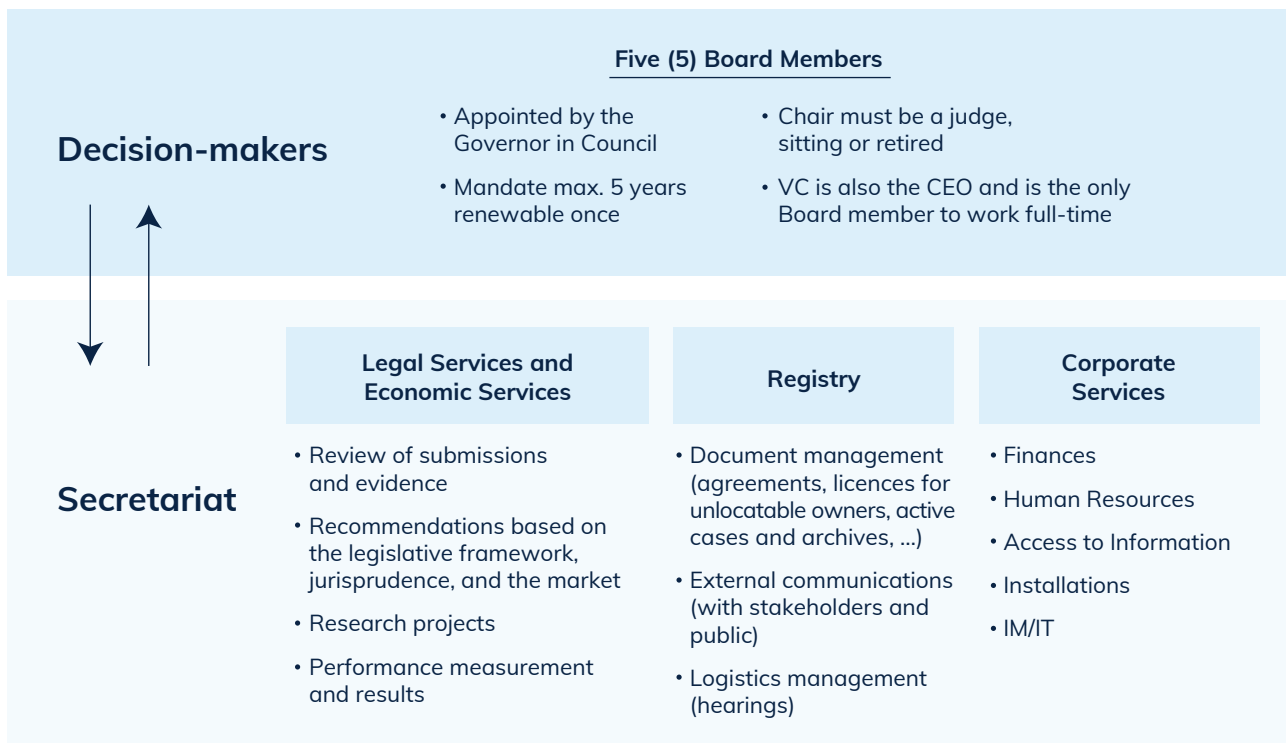 Five (5) Board Members
Decision-makers
• Appointed by the
Governor in Council
• Mandate max. 5 years
renewable once
• Chair must be a judge,
sitting or retired
• VC is also the CEO and is the only
Board member to work full-time
Secretariat
Legal Services and
Economic Services
• Review of submissions
and evidence
• Recommendations based on
the legislative framework,
jurisprudence, and the market
• Research projects
• Performance measurement
and results
Registry
• Document management
(agreements, licences for
unlocatable owners, active
cases and archives, ...)
• External communications
(with stakeholders and
public)
• Logistics management
(hearings)
Corporate
Services
• Finances
• Human Resources
• Access to Information
• Installations
• IM/IT